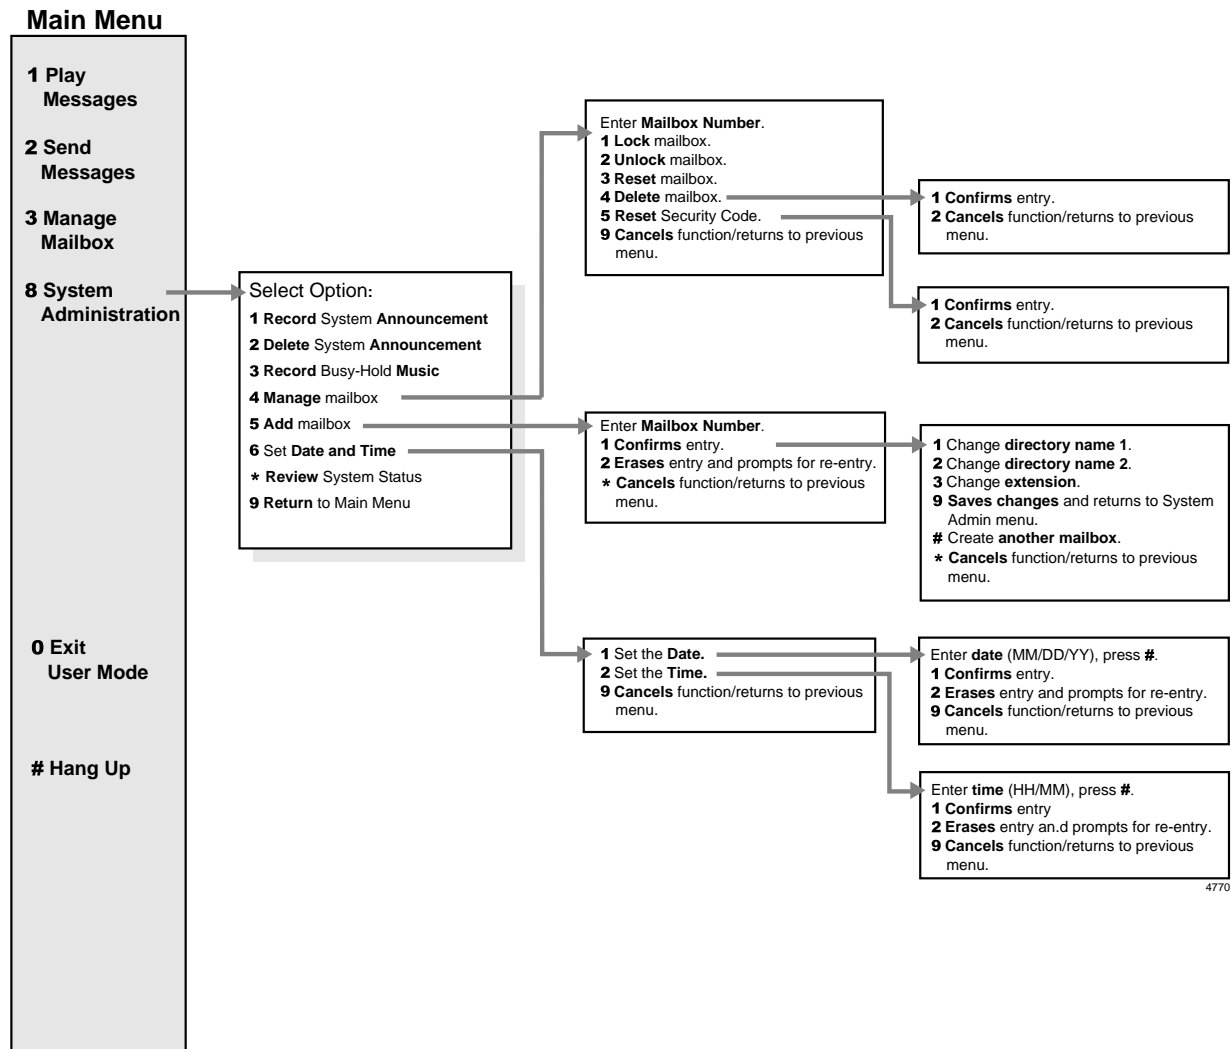 Main Menu
1 Play
Messages
2 Send
Messages
3 Manage
Mailbox
8 System
Administration
0 Exit
User Mode
# Hang Up
Select Option:
1 Record System Announcement
2 Delete System Announcement
3 Record Busy-Hold Music
4 Manage mailbox
5 Add mailbox
6 Set Date and Time
* Review System Status
9 Return to Main Menu
Enter Mailbox Number.
1 Lock mailbox.
2 Unlock mailbox.
3 Reset mailbox.
4 Delete mailbox.
5 Reset Security Code.
9 Cancels function/returns to previous
menu.
1 Confirms entry.
2 Cancels function/returns to previous
menu.
1 Confirms entry.
2 Cancels function/returns to previous
menu.
Enter Mailbox Number.
1 Confirms entry.
2 Erases entry and prompts for re-entry.
* Cancels function/returns to previous
menu.
1 Change directory name 1.
2 Change directory name 2.
3 Change extension.
9 Saves changes and returns to System
Admin menu.
# Create another mailbox.
* Cancels function/returns to previous
menu.
1 Set the Date.
2 Set the Time.
9 Cancels function/returns to previous
menu.
Enter date (MM/DD/YY), press #.
1 Confirms entry.
2 Erases entry and prompts for re-entry.
9 Cancels function/returns to previous
menu.
Enter time (HH/MM), press #.
1 Confirms entry
2 Erases entry an.d prompts for re-entry.
9 Cancels function/returns to previous
menu.
4770